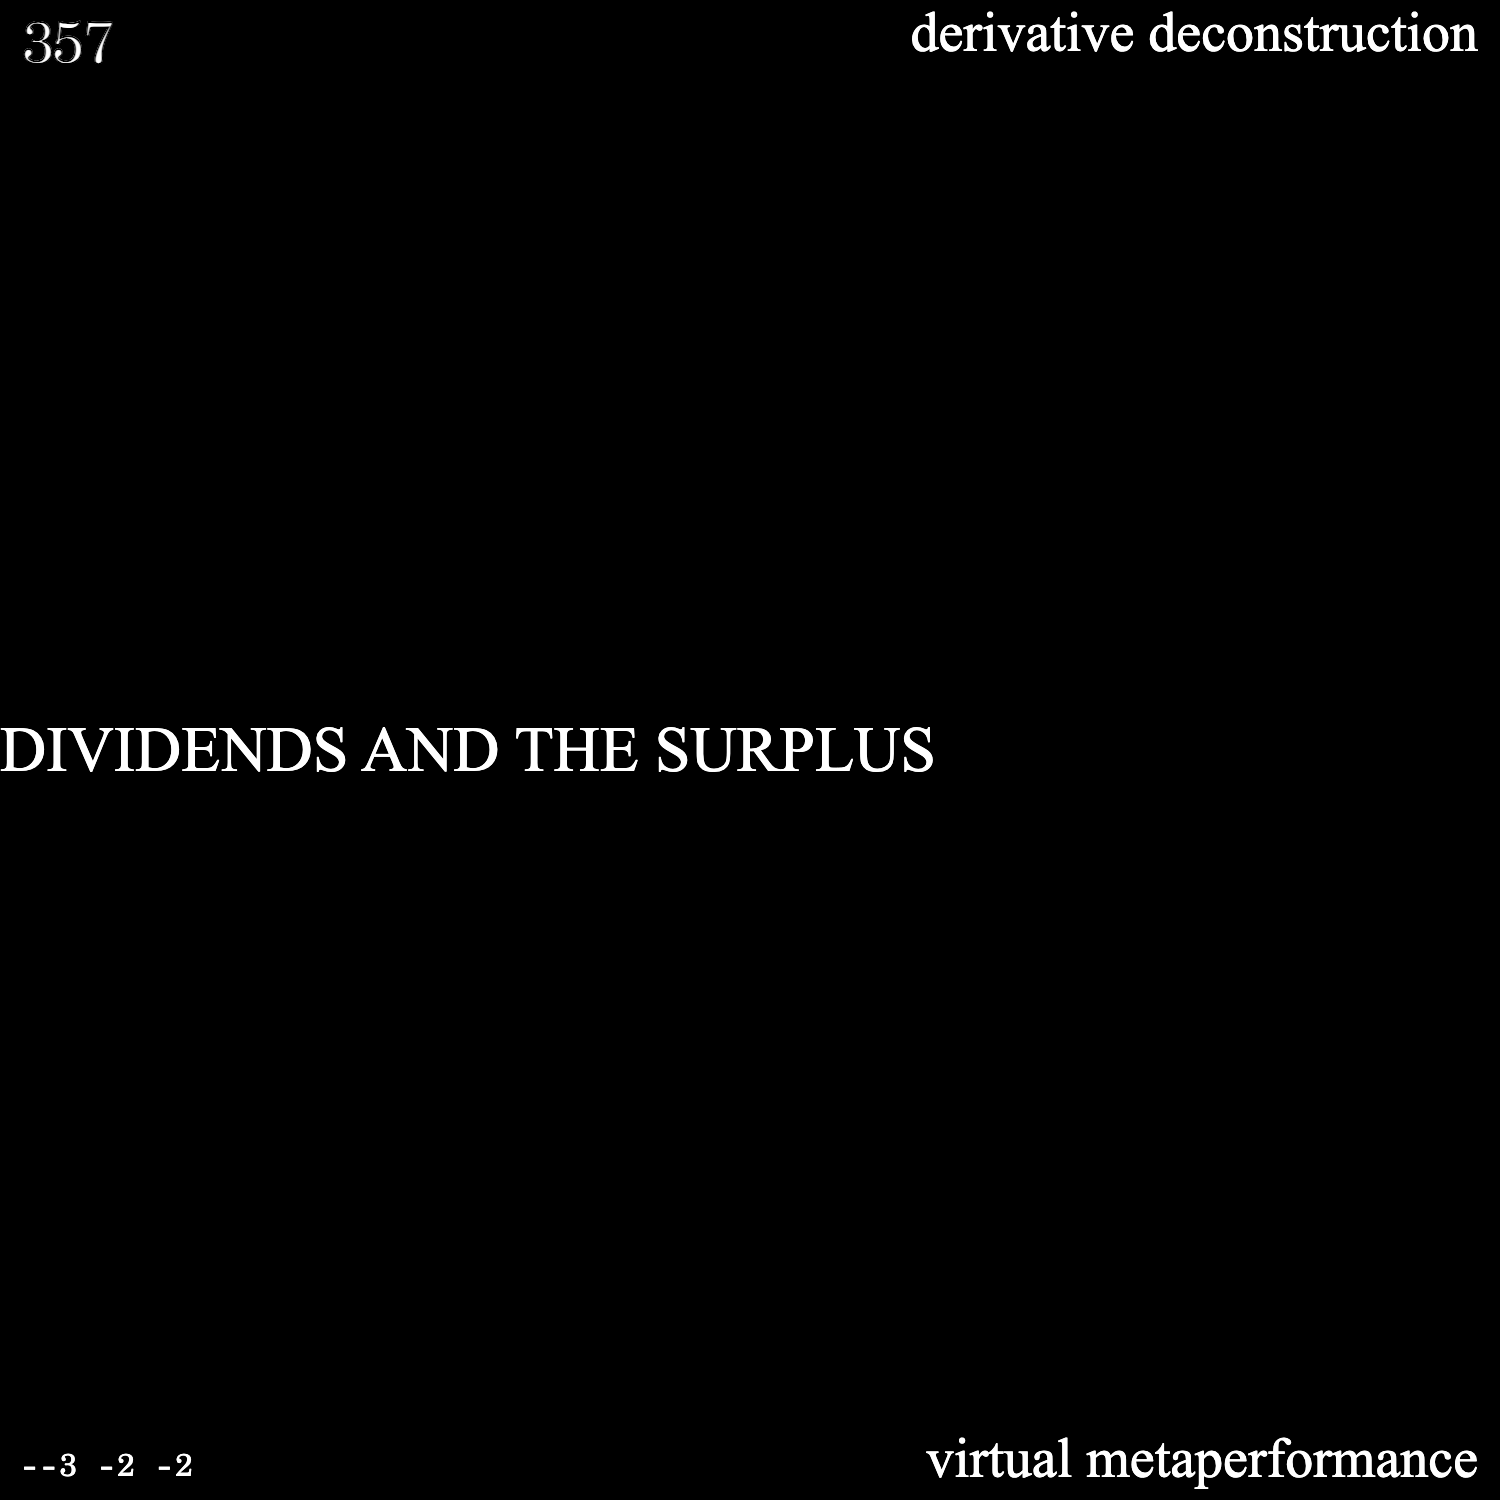 357
derivative deconstruction
DIVIDENDS AND THE SURPLUS
--3 -2 -2
virtual metaperformance